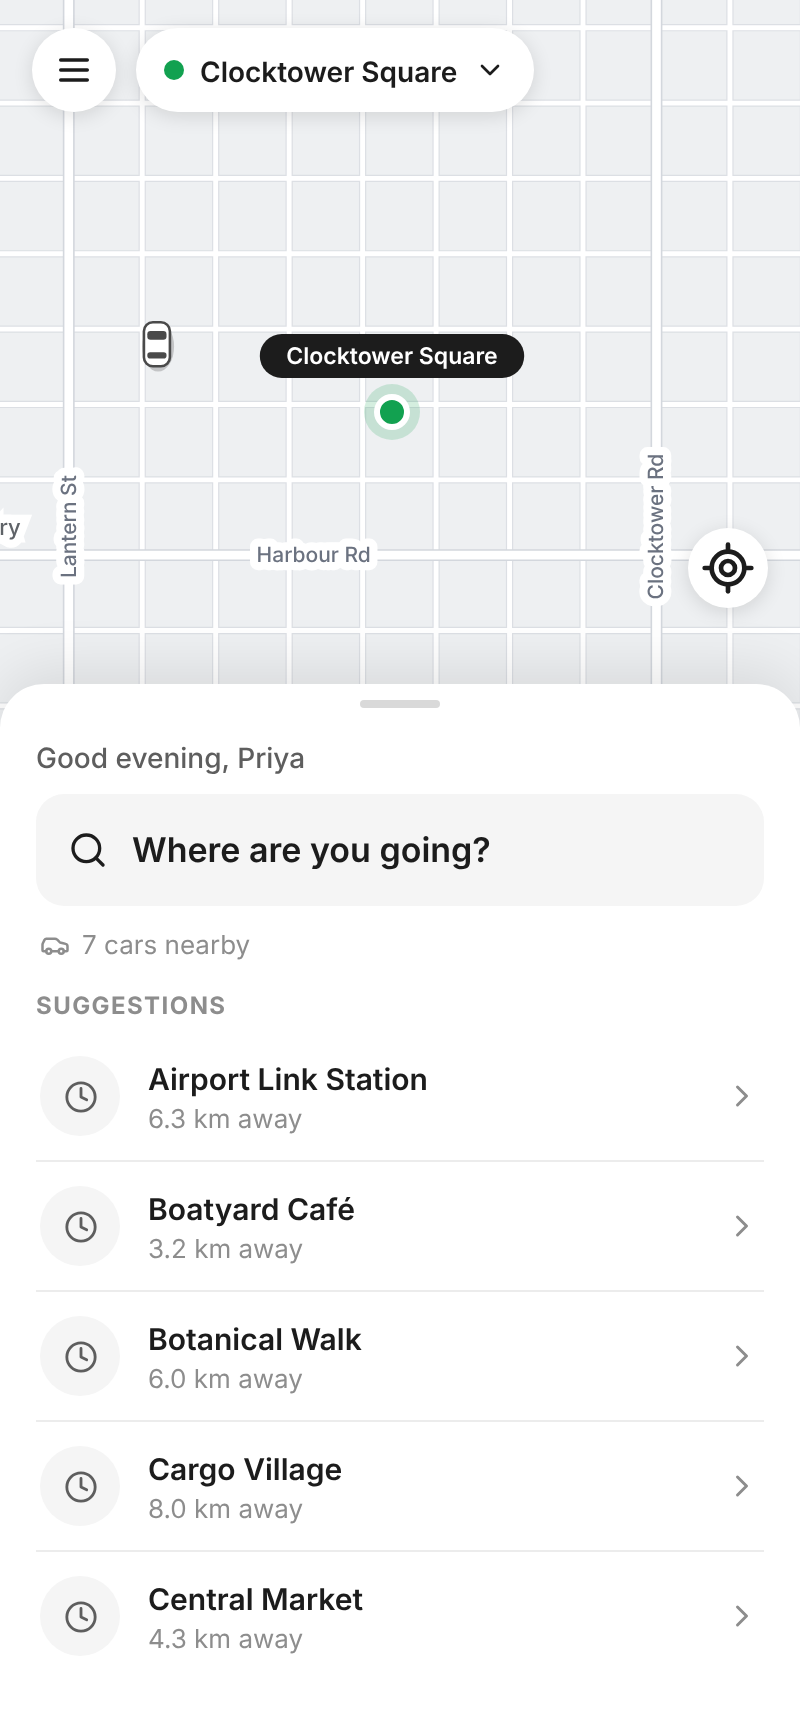 Clocktower Square
Clocktower Square
ry
Lantern St
Harbour Rd
Clocktower Rd
Good evening, Priya
Where are you going?
7 cars nearby
SUGGESTIONS
Airport Link Station
6.3 km away
Boatyard Café
3.2 km away
Botanical Walk
6.0 km away
Cargo Village
8.0 km away
Central Market
4.3 km away